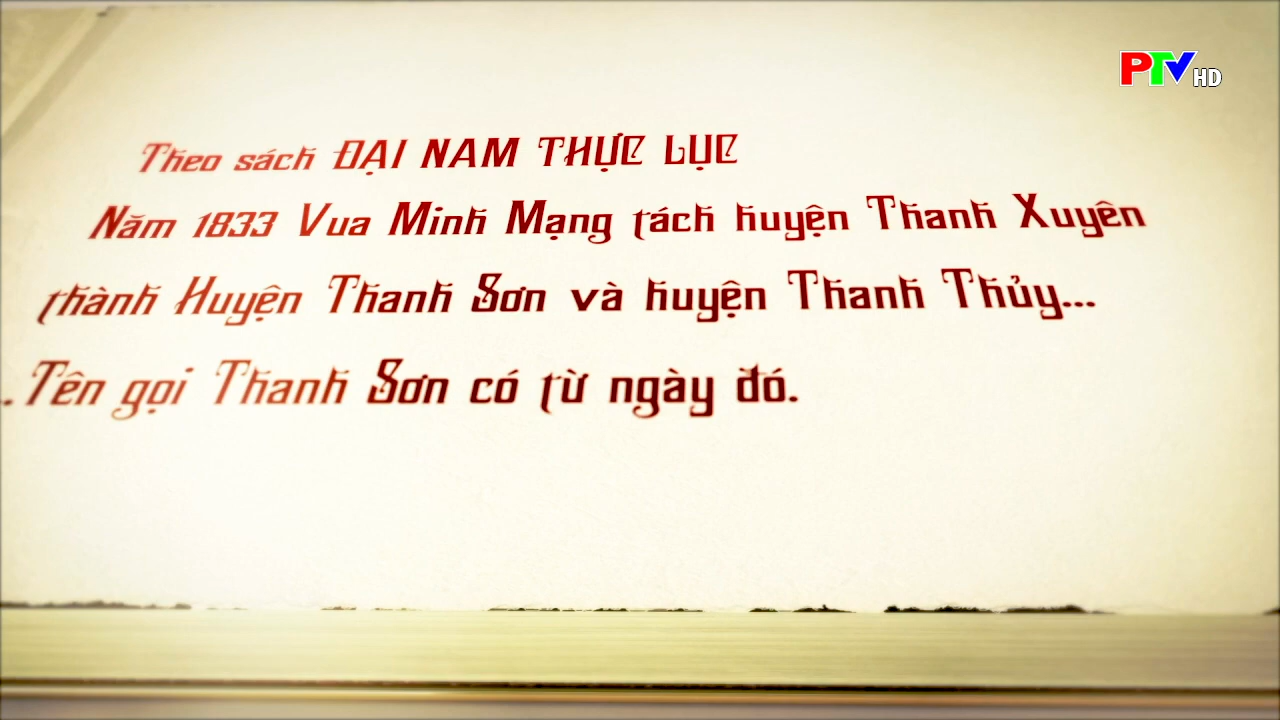 PTV HD
Theo sách ĐẠI NAM THỰC LỤC
Năm 1833 Vua Minh Mạng tách huyện Thanh Xuyên
thành Huyện Thanh Sơn và huyện Thanh Thủy...
..Tên gọi Thanh Sơn có từ ngày đó.